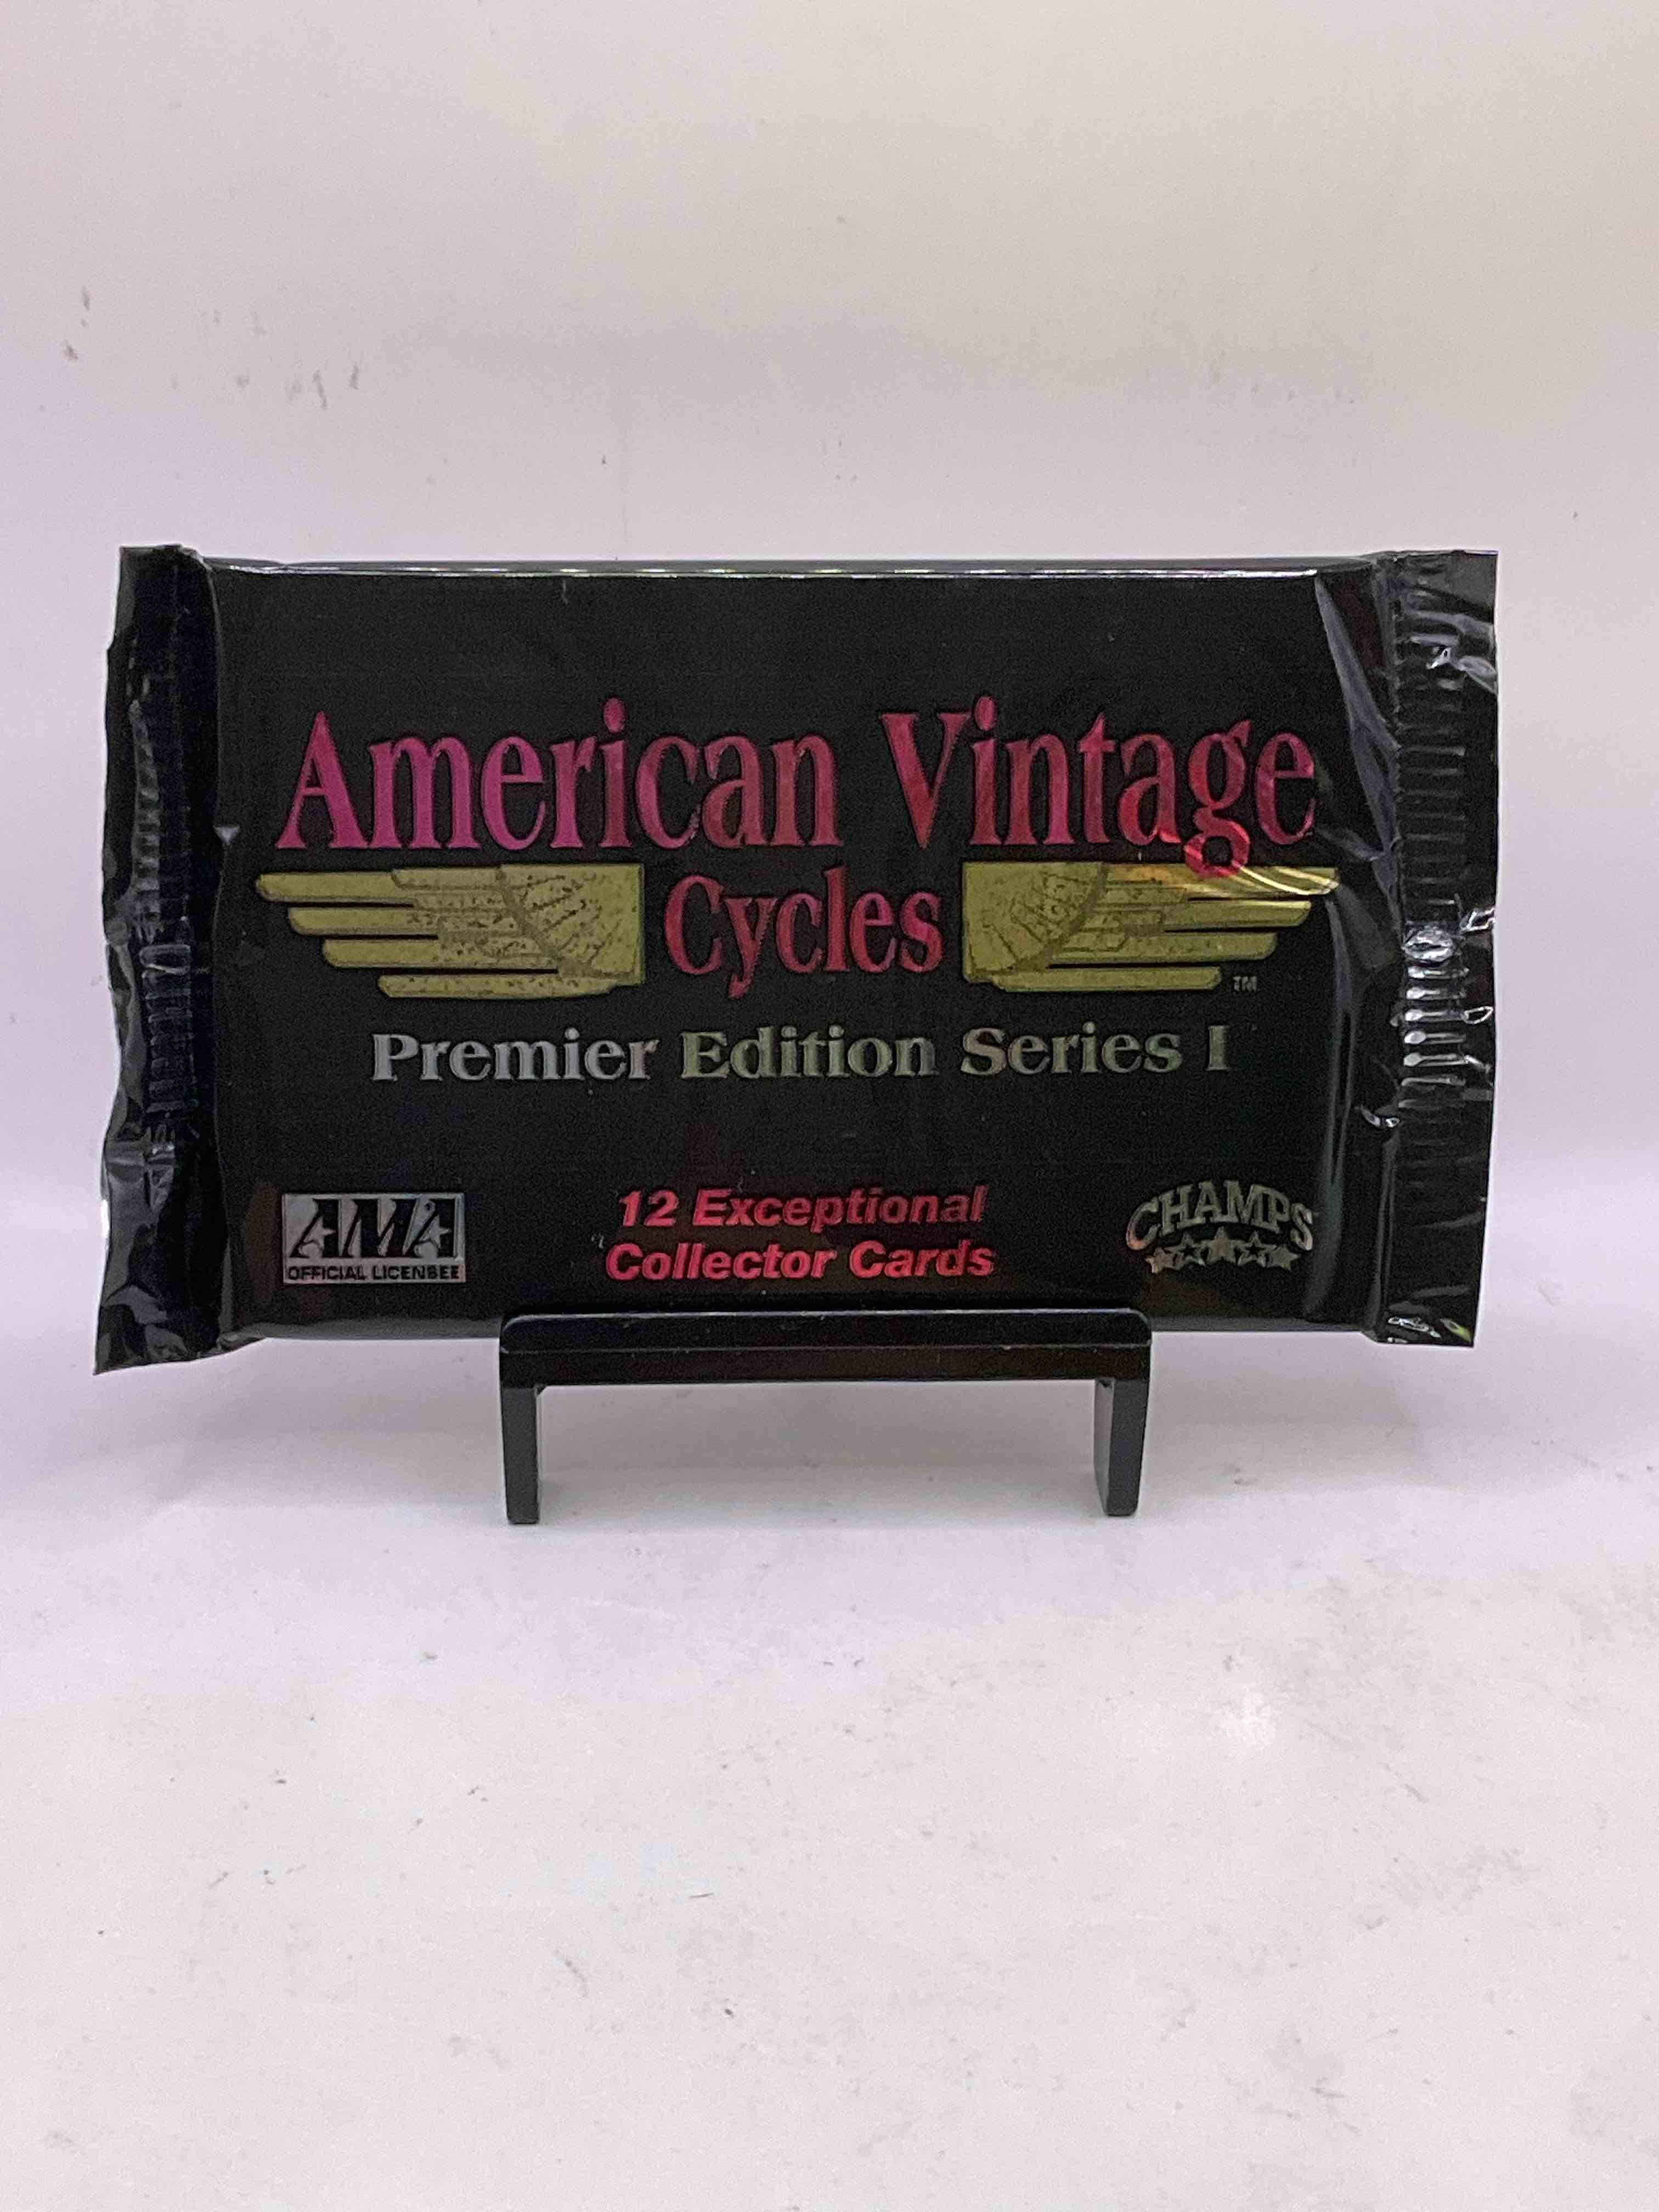 American Vintage
Cycles
TM
Premier Edition Series I
12 Exceptional
Collector Cards
AMA
OFFICIAL LICENSEE
CHAMPS